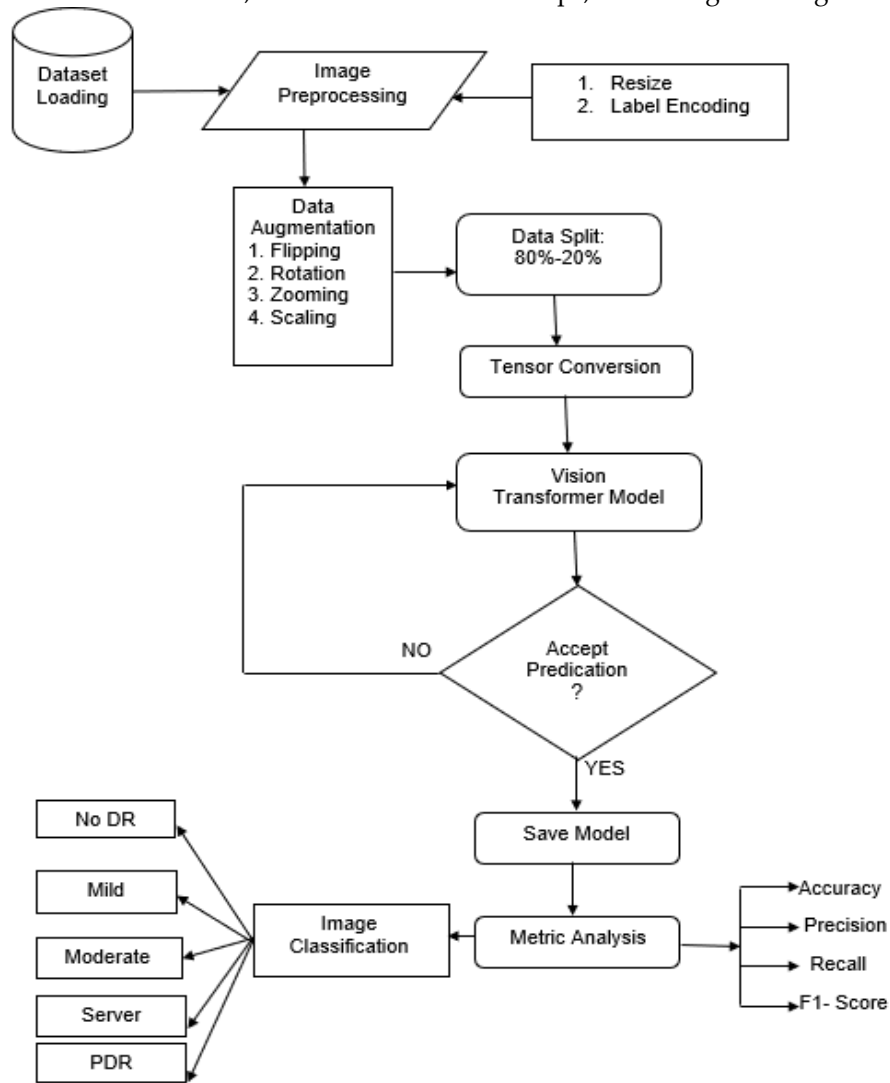 Dataset
Loading
Image
Preprocessing
1. Resize
2. Label Encoding
Data
Augmentation
1. Flipping
2. Rotation
3. Zooming
4. Scaling
Data Split:
80%-20%
Tensor Conversion
Vision
Transformer Model
NO
Accept
Predication
?
YES
Save Model
Metric Analysis
Accuracy
Precision
Recall
F1- Score
Image
Classification
No DR
Mild
Moderate
Server
PDR